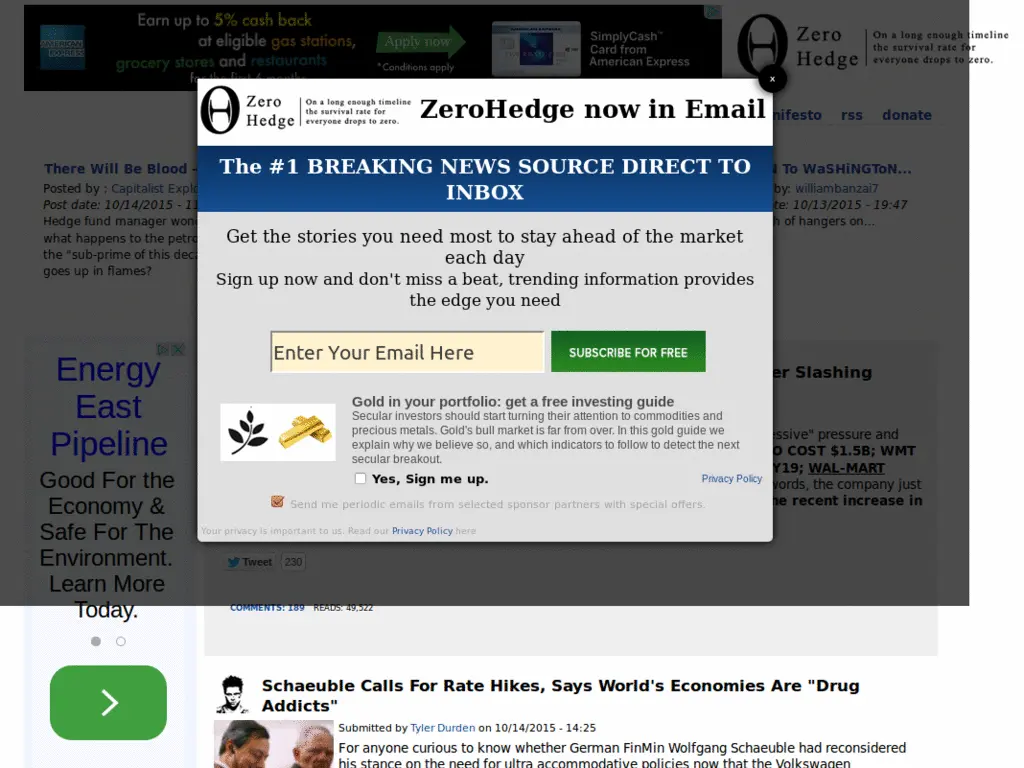 Earn up to 5% cash back
at eligible gas stations,
grocery stores and restaurants
for the first 6 months.
Apply now
*Conditions apply
AMERICAN EXPRESS
SimplyCash™
Card from
American Express
Zero
Hedge
On a long enough timeline
the survival rate for
everyone drops to zero.
x
Zero
Hedge
On a long enough timeline
the survival rate for
everyone drops to zero.
ZeroHedge now in Email
nifesto rss donate
The #1 BREAKING NEWS SOURCE DIRECT TO
INBOX
There Will Be Blood -
Posted by : Capitalist Explo
Post date: 10/14/2015 - 11
Hedge fund manager won
what happens to the petro
the "sub-prime of this deca
goes up in flames?
To WaSHiNGToN...
by: williambanzai7
te: 10/13/2015 - 19:47
h of hangers on...
Get the stories you need most to stay ahead of the market
each day
Sign up now and don't miss a beat, trending information provides
the edge you need
Enter Your Email Here
SUBSCRIBE FOR FREE
Gold in your portfolio: get a free investing guide
Secular investors should start turning their attention to commodities and
precious metals. Gold's bull market is far from over. In this gold guide we
explain why we believe so, and which indicators to follow to detect the next
secular breakout.
Yes, Sign me up.
Privacy Policy
Send me periodic emails from selected sponsor partners with special offers.
Your privacy is important to us. Read our Privacy Policy here
Energy
East
Pipeline
Good For the
Economy &
Safe For The
Environment.
Learn More
Today.
er Slashing
essive" pressure and
O COST $1.5B; WMT
Y19; WAL-MART
words, the company just
he recent increase in
Tweet 230
COMMENTS: 189 READS: 49,522
Schaeuble Calls For Rate Hikes, Says World's Economies Are "Drug
Addicts"
Submitted by Tyler Durden on 10/14/2015 - 14:25
For anyone curious to know whether German FinMin Wolfgang Schaeuble had reconsidered
his stance on the need for ultra accommodative policies now that the Volkswagen